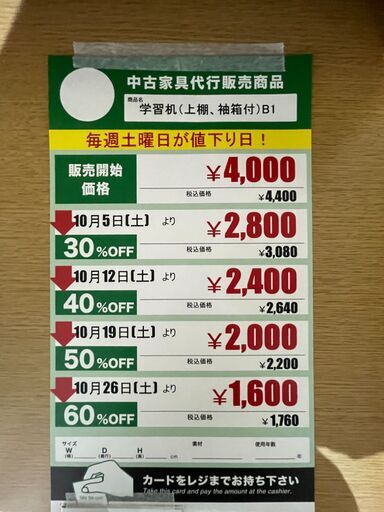 中古家具代行販売商品
商品名
学習机(上棚、袖箱付)B1
毎週土曜日が値下り日!
販売開始
価格
¥4,000
税込価格 ¥4,400
10月5日(土) より
30%OFF
¥2,800
税込価格 ¥3,080
10月12日(土) より
40%OFF
¥2,400
税込価格 ¥2,640
10月19日(土) より
50%OFF
¥2,000
税込価格 ¥2,200
10月26日(土) より
60%OFF
¥1,600
税込価格 ¥1,760
サイズ 素材 使用年数
W(幅) D(奥行) H(高) cm 年
カードをレジまでお持ち下さい
Take this card and pay the amount at the cashier.